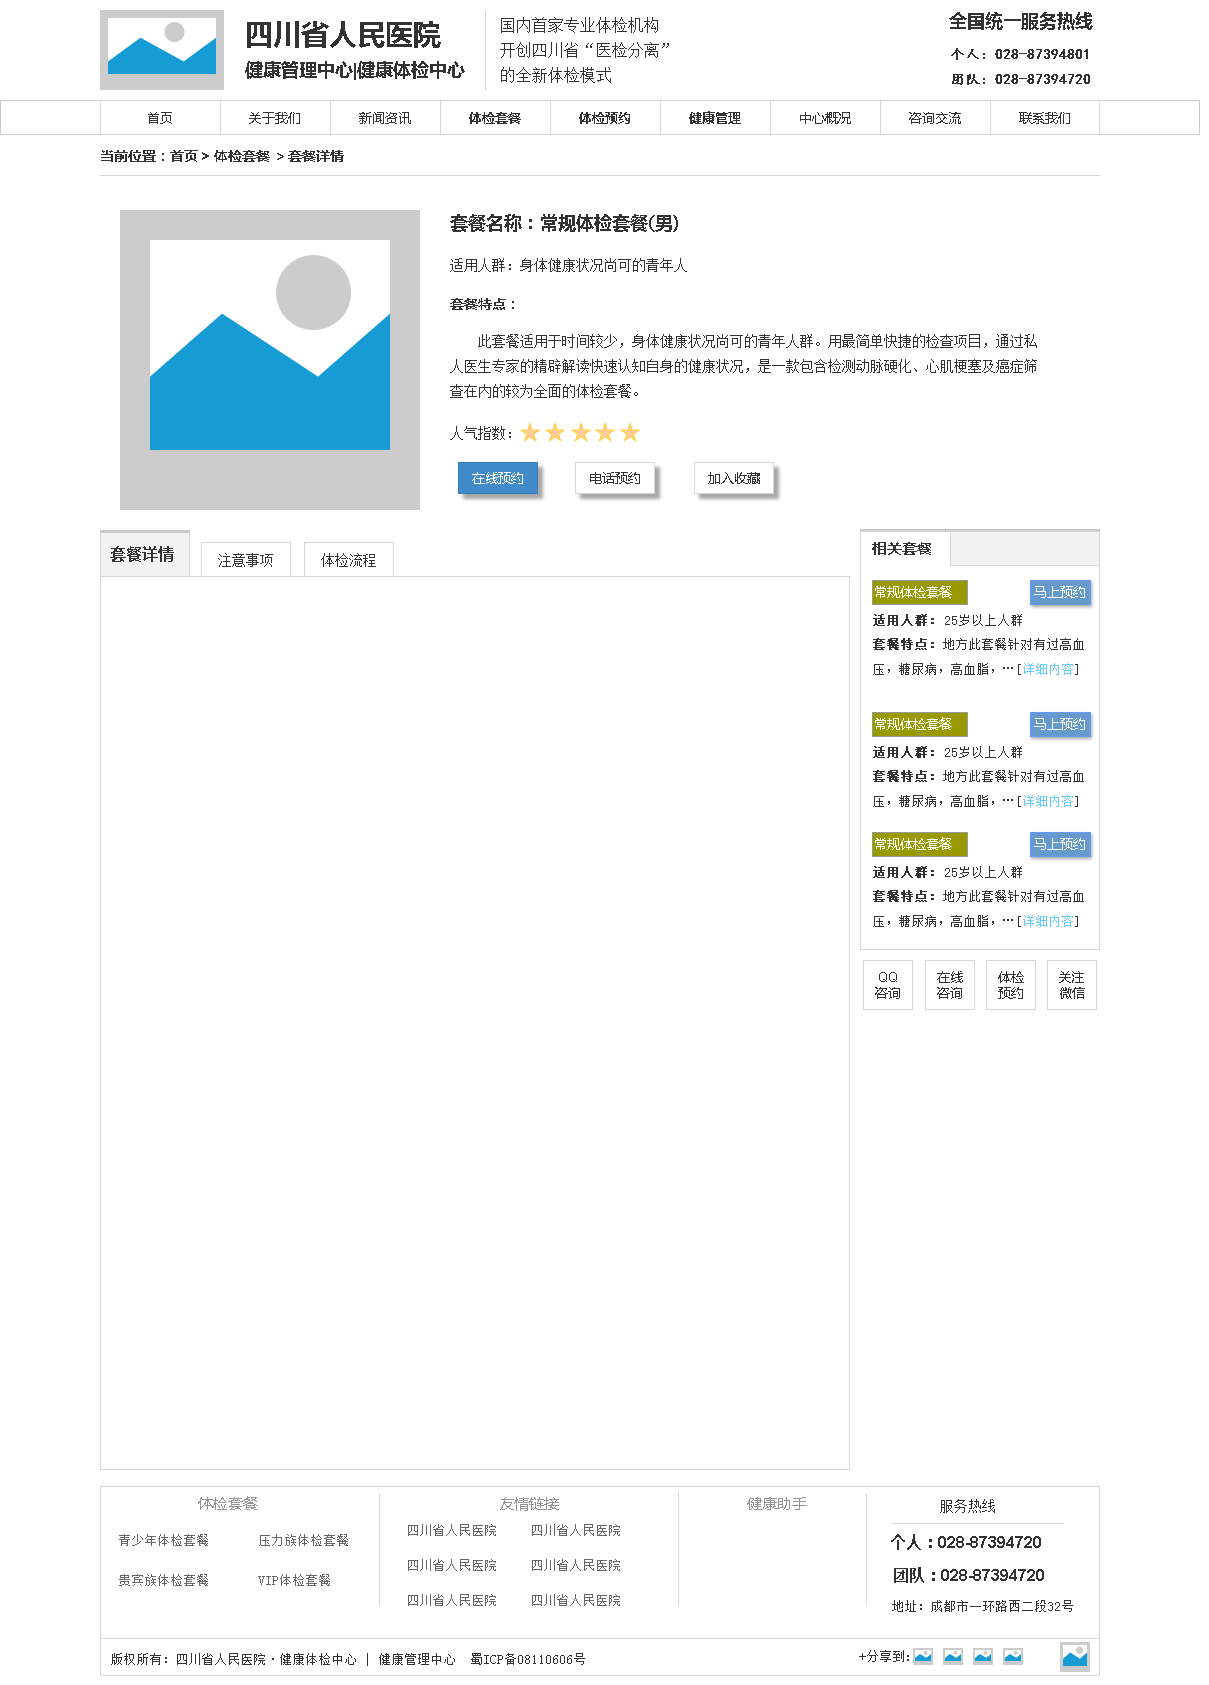 四川省人民医院
健康管理中心|健康体检中心
国内首家专业体检机构
开创四川省“医检分离”
的全新体检模式
全国统一服务热线
个人：028-87394801
团队：028-87394720
首页 关于我们 新闻资讯 体检套餐 体检预约 健康管理 中心概况 咨询交流 联系我们
当前位置：首页 > 体检套餐 > 套餐详情
套餐名称：常规体检套餐(男)
适用人群：身体健康状况尚可的青年人
套餐特点：
此套餐适用于时间较少，身体健康状况尚可的青年人群。用最简单快捷的检查项目，通过私
人医生专家的精辟解读快速认知自身的健康状况，是一款包含检测动脉硬化、心肌梗塞及癌症筛
查在内的较为全面的体检套餐。
人气指数：
在线预约 电话预约 加入收藏
套餐详情 注意事项 体检流程
相关套餐
常规体检套餐 马上预约
适用人群：25岁以上人群
套餐特点：地方此套餐针对有过高血
压，糖尿病，高血脂，…[详细内容]
常规体检套餐 马上预约
适用人群：25岁以上人群
套餐特点：地方此套餐针对有过高血
压，糖尿病，高血脂，…[详细内容]
常规体检套餐 马上预约
适用人群：25岁以上人群
套餐特点：地方此套餐针对有过高血
压，糖尿病，高血脂，…[详细内容]
QQ 在线 体检 关注
咨询 咨询 预约 微信
体检套餐
青少年体检套餐 压力族体检套餐
贵宾族体检套餐 VIP体检套餐
友情链接
四川省人民医院 四川省人民医院
四川省人民医院 四川省人民医院
四川省人民医院 四川省人民医院
健康助手
服务热线
个人：028-87394720
团队：028-87394720
地址：成都市一环路西二段32号
版权所有：四川省人民医院·健康体检中心 | 健康管理中心 蜀ICP备08110606号
+分享到: